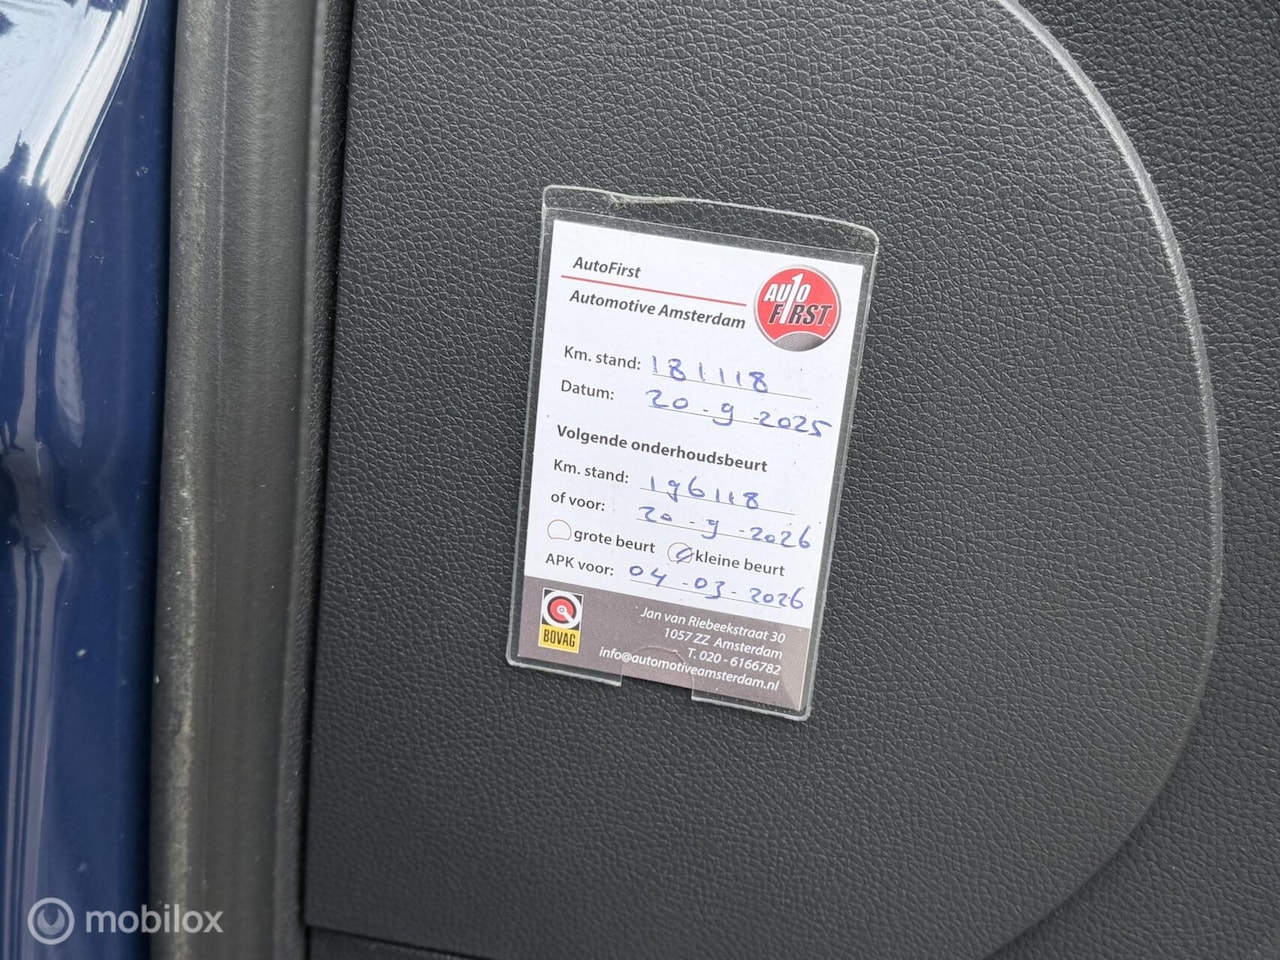 AutoFirst
Automotive Amsterdam
AUTO
FIRST
Km. stand: 181118
Datum: 20-9-2025
Volgende onderhoudsbeurt
Km. stand: 196118
of voor: 20-9-2026
grote beurt kleine beurt
APK voor: 04-03-2026
BOVAG
Jan van Riebeekstraat 30
1057 ZZ Amsterdam
T. 020 - 6166782
info@automotiveamsterdam.nl
mobilox